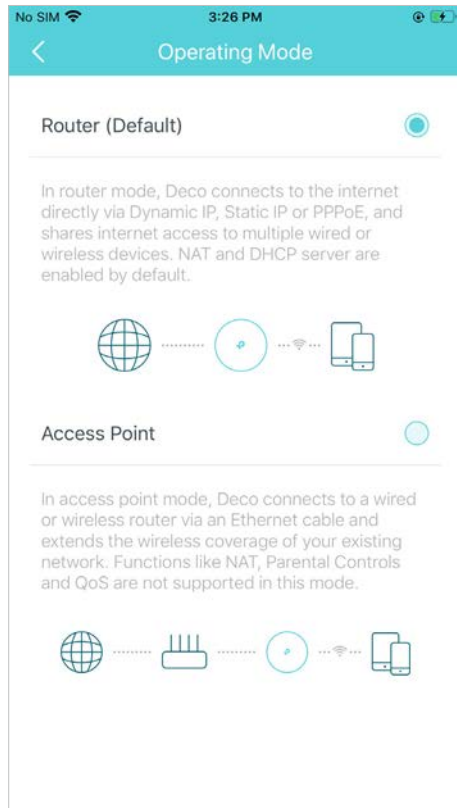 No SIM 3:26 PM
Operating Mode
Router (Default)
In router mode, Deco connects to the internet
directly via Dynamic IP, Static IP or PPPoE, and
shares internet access to multiple wired or
wireless devices. NAT and DHCP server are
enabled by default.
Access Point
In access point mode, Deco connects to a wired
or wireless router via an Ethernet cable and
extends the wireless coverage of your existing
network. Functions like NAT, Parental Controls
and QoS are not supported in this mode.